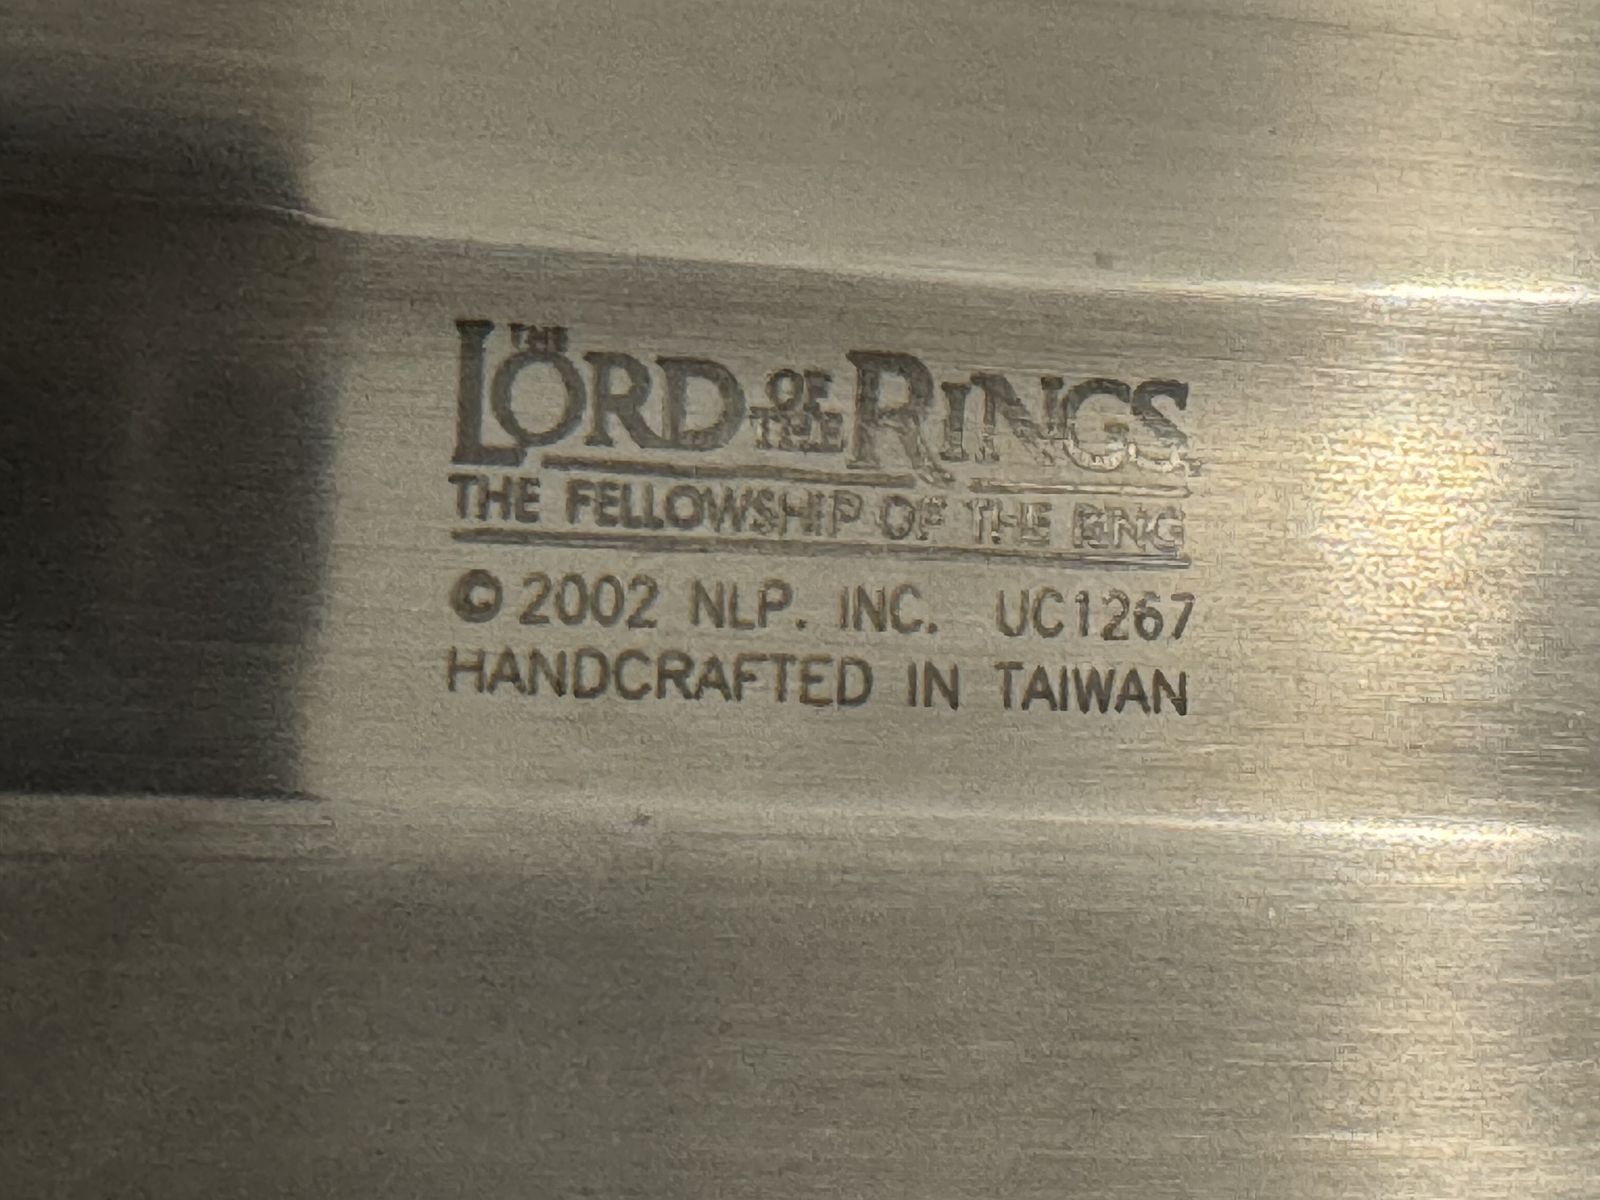 THE LORD OF THE RINGS
THE FELLOWSHIP OF THE RING
© 2002 NLP. INC. UC1267
HANDCRAFTED IN TAIWAN